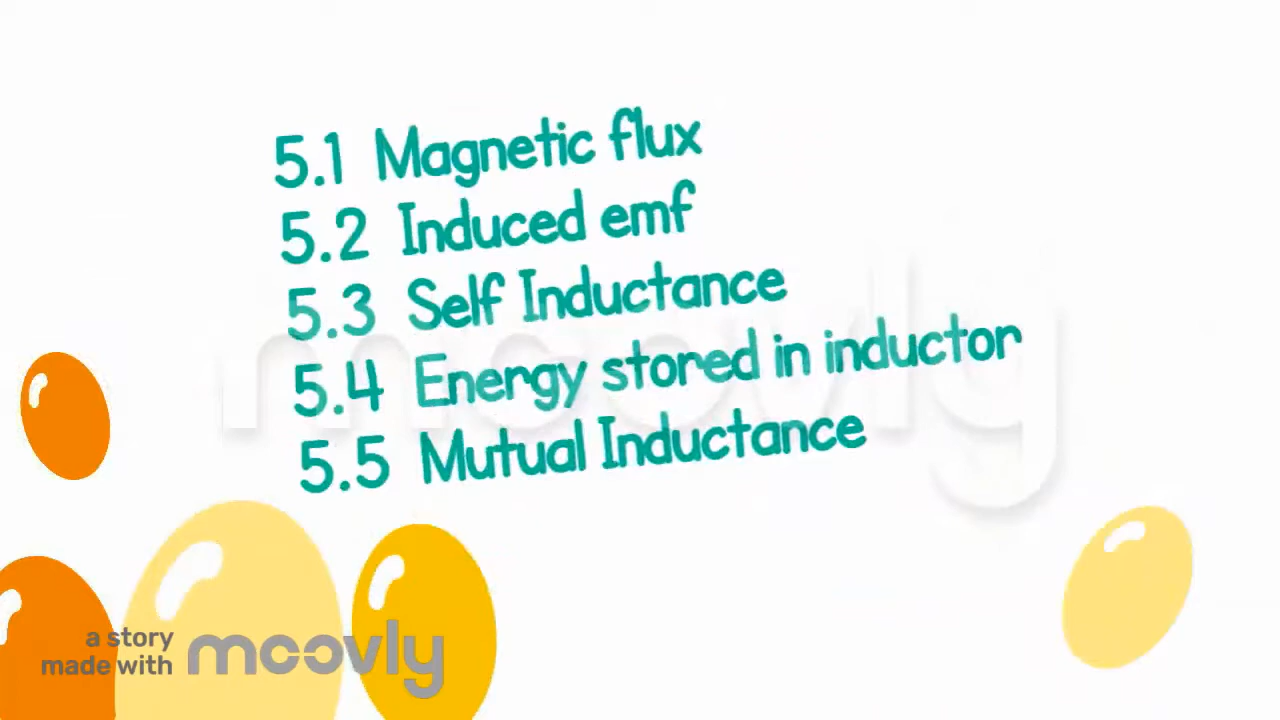 5.1 Magnetic flux
5.2 Induced emf
5.3 Self Inductance
5.4 Energy stored in inductor
5.5 Mutual Inductance
moovly
a story
made with moovly